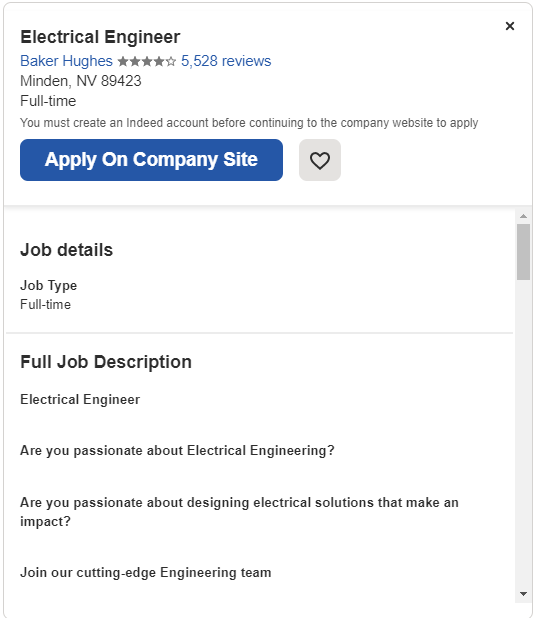 Electrical Engineer
Baker Hughes ★★★★☆ 5,528 reviews
Minden, NV 89423
Full-time
You must create an Indeed account before continuing to the company website to apply
Apply On Company Site
Job details
Job Type
Full-time
Full Job Description
Electrical Engineer
Are you passionate about Electrical Engineering?
Are you passionate about designing electrical solutions that make an
impact?
Join our cutting-edge Engineering team